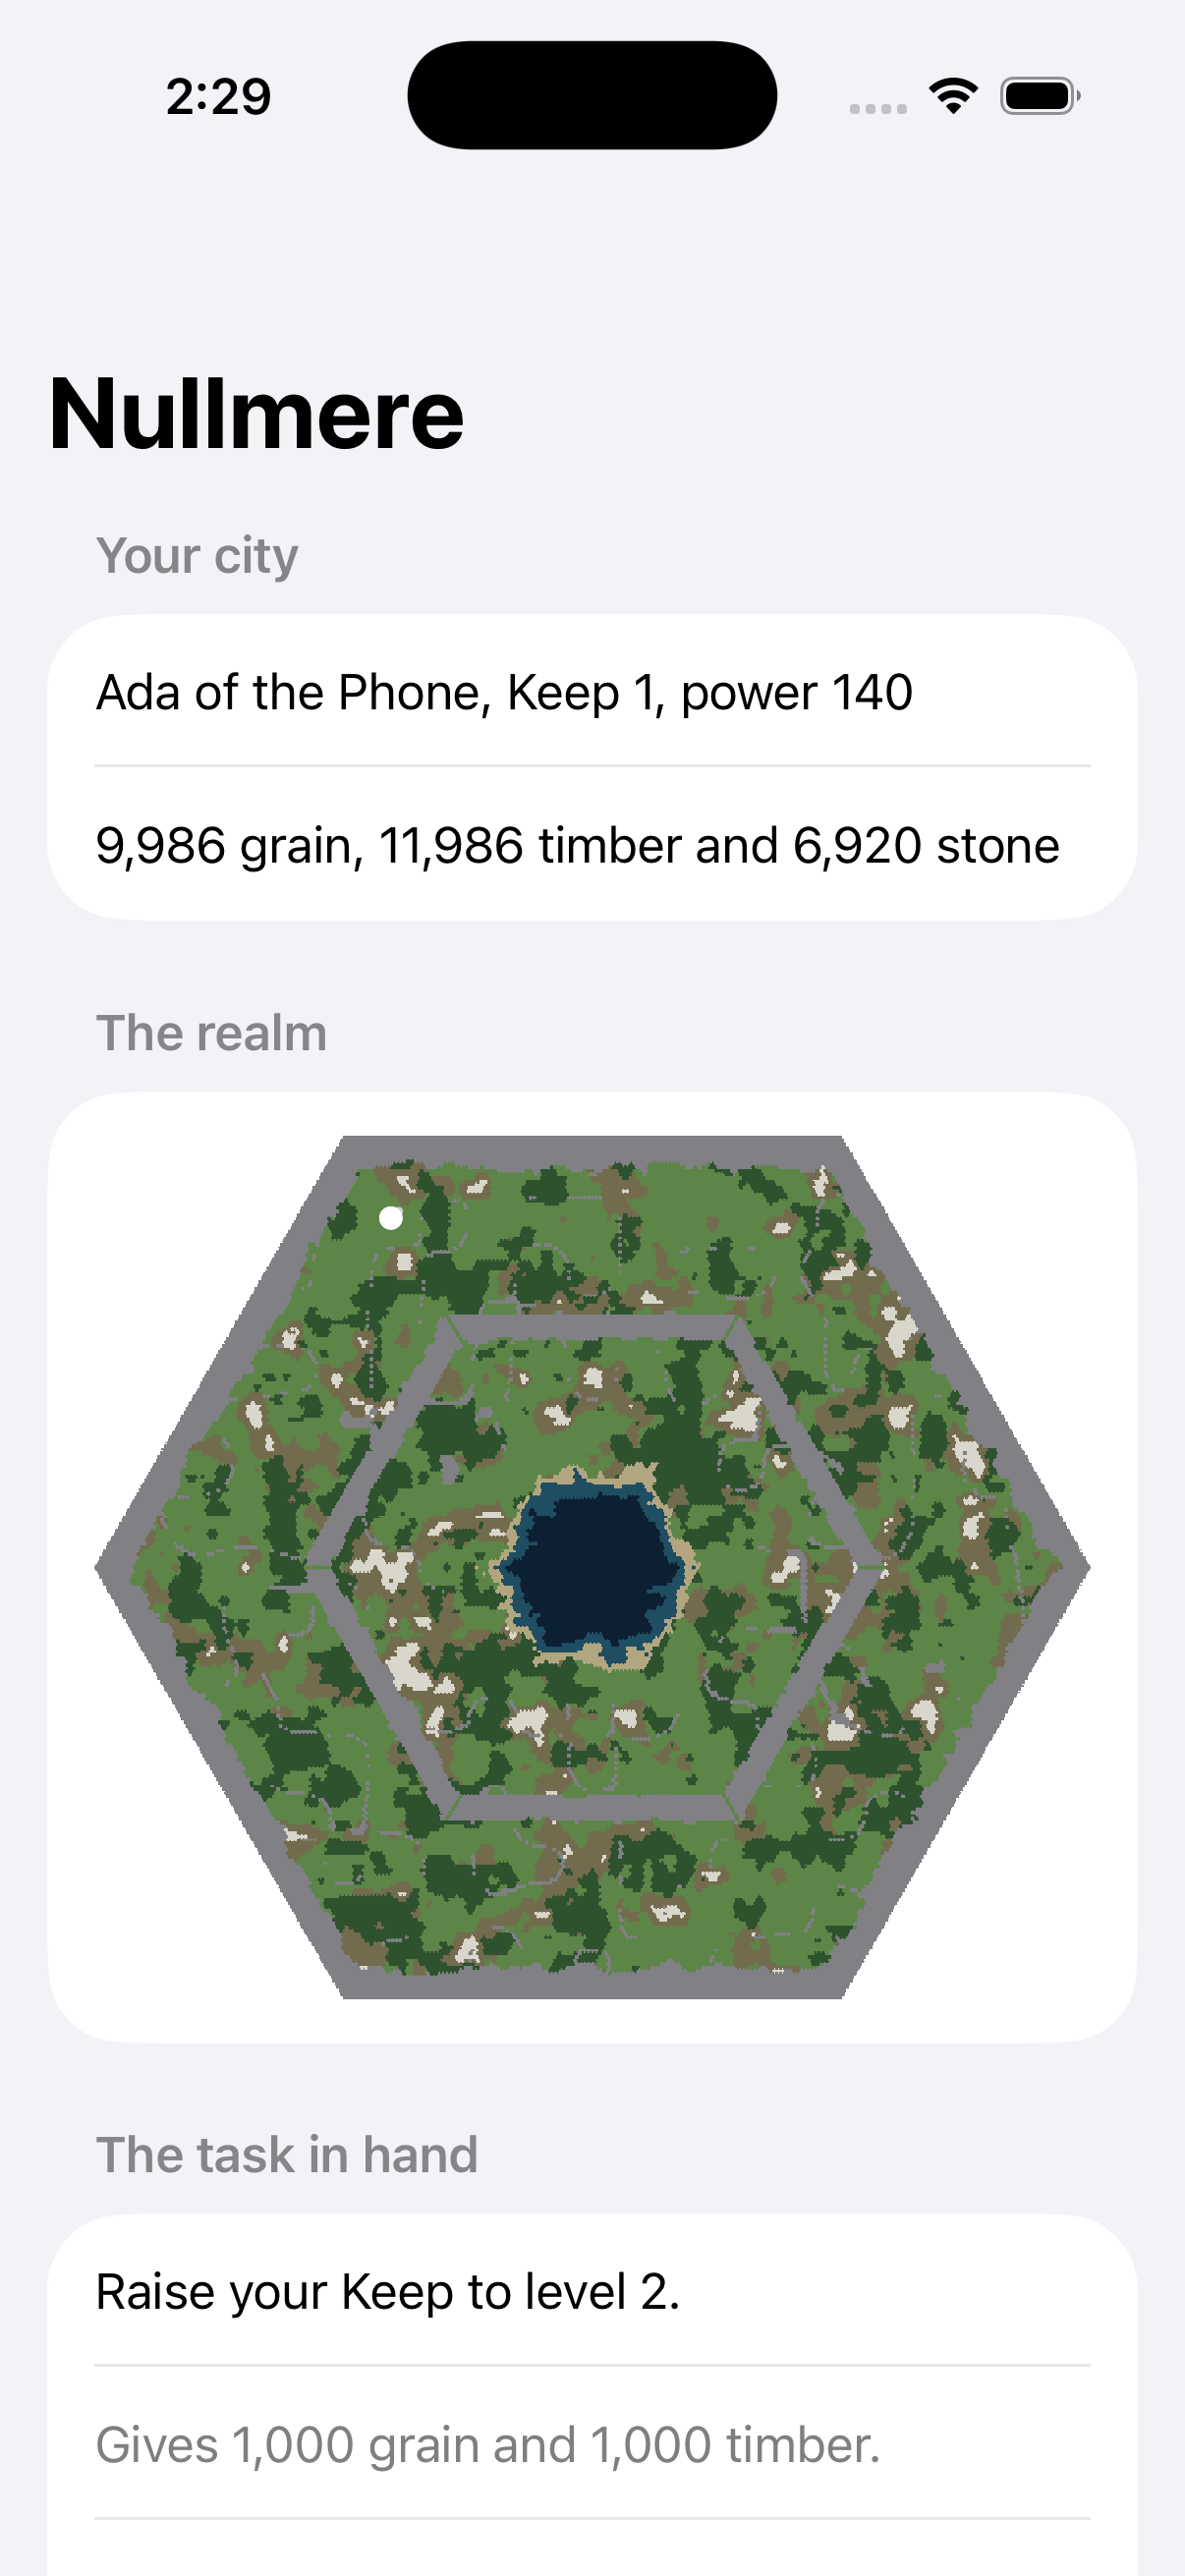 2:29
Nullmere
Your city
Ada of the Phone, Keep 1, power 140
9,986 grain, 11,986 timber and 6,920 stone
The realm
The task in hand
Raise your Keep to level 2.
Gives 1,000 grain and 1,000 timber.